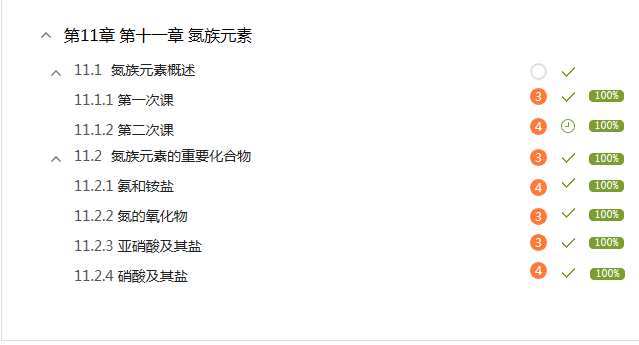 第11章 第十一章 氮族元素
11.1 氮族元素概述
11.1.1 第一次课 3 100%
11.1.2 第二次课 4 100%
11.2 氮族元素的重要化合物 3 100%
11.2.1 氨和铵盐 4 100%
11.2.2 氮的氧化物 3 100%
11.2.3 亚硝酸及其盐 3 100%
11.2.4 硝酸及其盐 4 100%